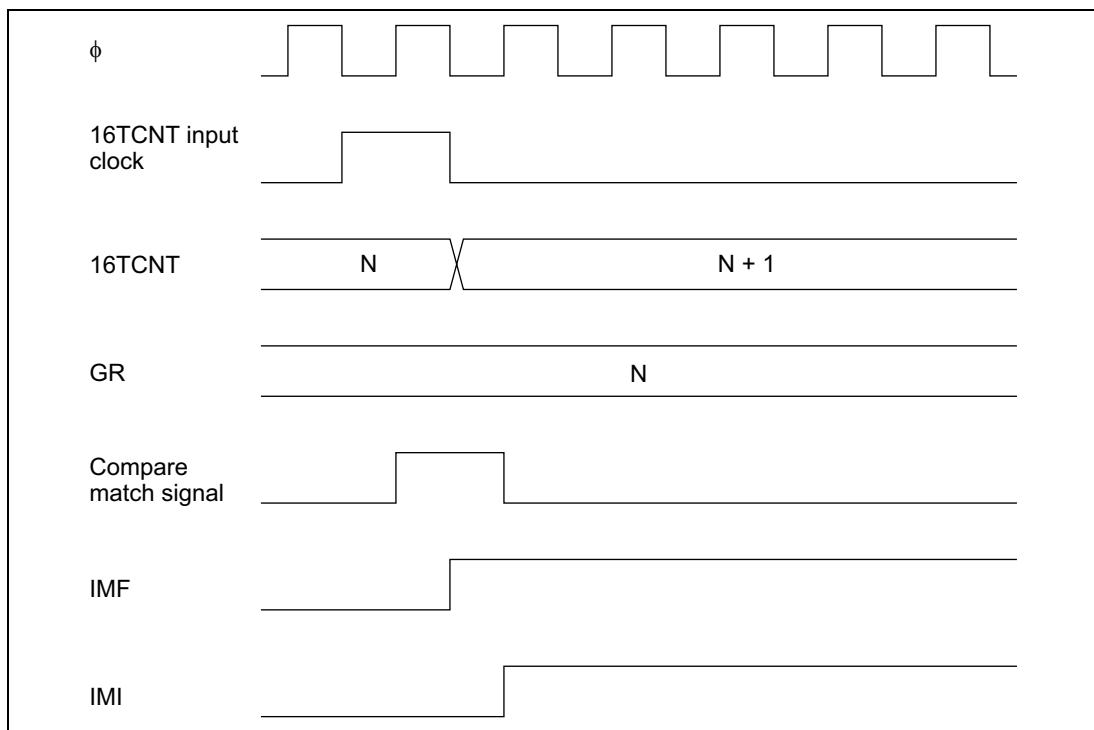 ϕ
16TCNT input
clock
16TCNT
N
N + 1
GR
N
Compare
match signal
IMF
IMI